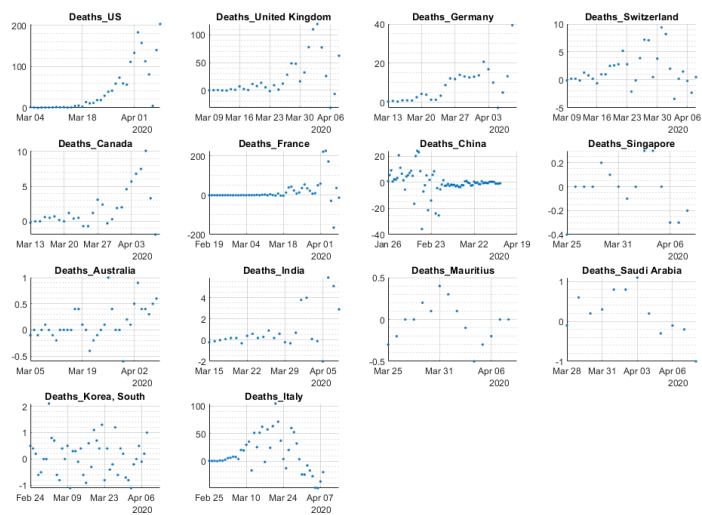 Deaths_US
200
100
0
Mar 04 Mar 18 Apr 01
2020
Deaths_United Kingdom
100
50
0
Mar 09 Mar 16 Mar 23 Mar 30 Apr 06
2020
Deaths_Germany
40
20
0
Mar 13 Mar 20 Mar 27 Apr 03
2020
Deaths_Switzerland
10
5
0
-5
Mar 09 Mar 16 Mar 23 Mar 30 Apr 06
2020
Deaths_Canada
10
5
0
Mar 13 Mar 20 Mar 27 Apr 03
2020
Deaths_France
200
0
-200
Feb 19 Mar 04 Mar 18 Apr 01
2020
Deaths_China
20
0
-20
-40
Jan 26 Feb 23 Mar 22 Apr 19
2020
Deaths_Singapore
0.2
0
-0.2
-0.4
Mar 25 Mar 31 Apr 06
2020
Deaths_Australia
1
0.5
0
-0.5
Mar 05 Mar 19 Apr 02
2020
Deaths_India
4
2
0
-2
Mar 15 Mar 22 Mar 29 Apr 05
2020
Deaths_Mauritius
0.5
0
-0.5
Mar 25 Mar 31 Apr 06
2020
Deaths_Saudi Arabia
1
0
-1
Mar 28 Mar 31 Apr 03 Apr 06
2020
Deaths_Korea, South
2
1
0
-1
Feb 24 Mar 09 Mar 23 Apr 06
2020
Deaths_Italy
100
50
0
Feb 25 Mar 10 Mar 24 Apr 07
2020